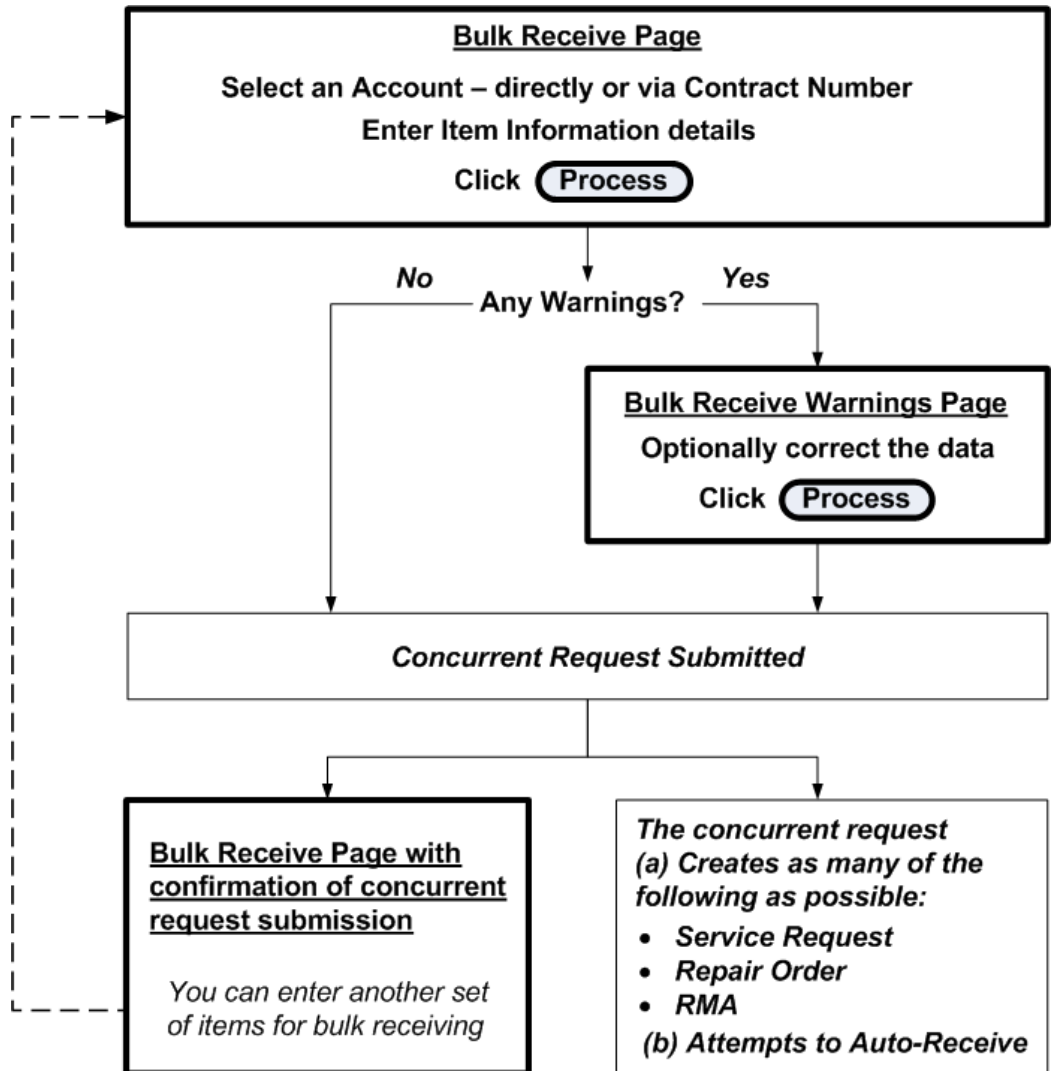 Bulk Receive Page
Select an Account – directly or via Contract Number
Enter Item Information details
Click Process
No
Yes
Any Warnings?
Bulk Receive Warnings Page
Optionally correct the data
Click Process
Concurrent Request Submitted
Bulk Receive Page with
confirmation of concurrent
request submission
You can enter another set
of items for bulk receiving
The concurrent request
(a) Creates as many of the
following as possible:
• Service Request
• Repair Order
• RMA
(b) Attempts to Auto-Receive